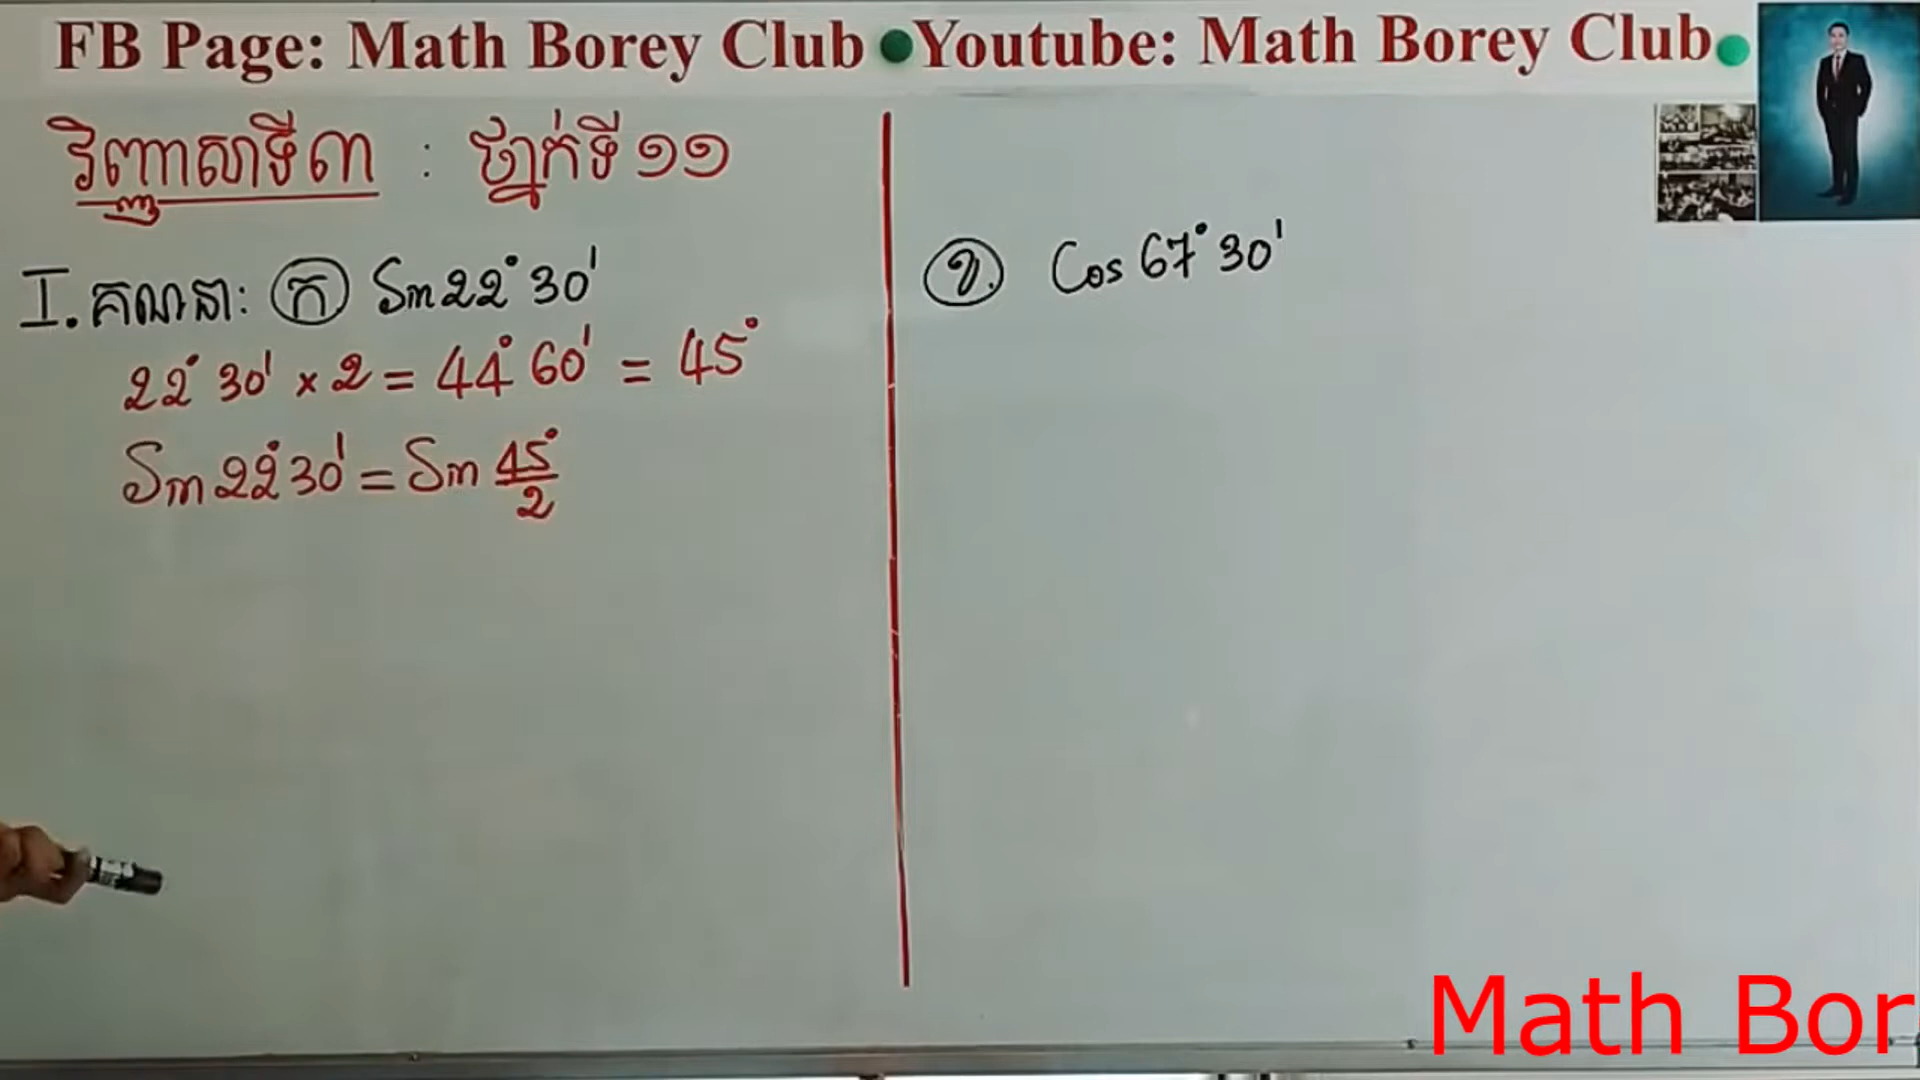 FB Page: Math Borey Club ●Youtube: Math Borey Club
វិញ្ញាសាទី៣ : ថ្នាក់ទី ១១
I. គណនា: ក Sin 22° 30'
22° 30' × 2 = 44° 60' = 45°
Sin 22° 30' = Sin 45°/2
ខ. Cos 67° 30'
Math Bor